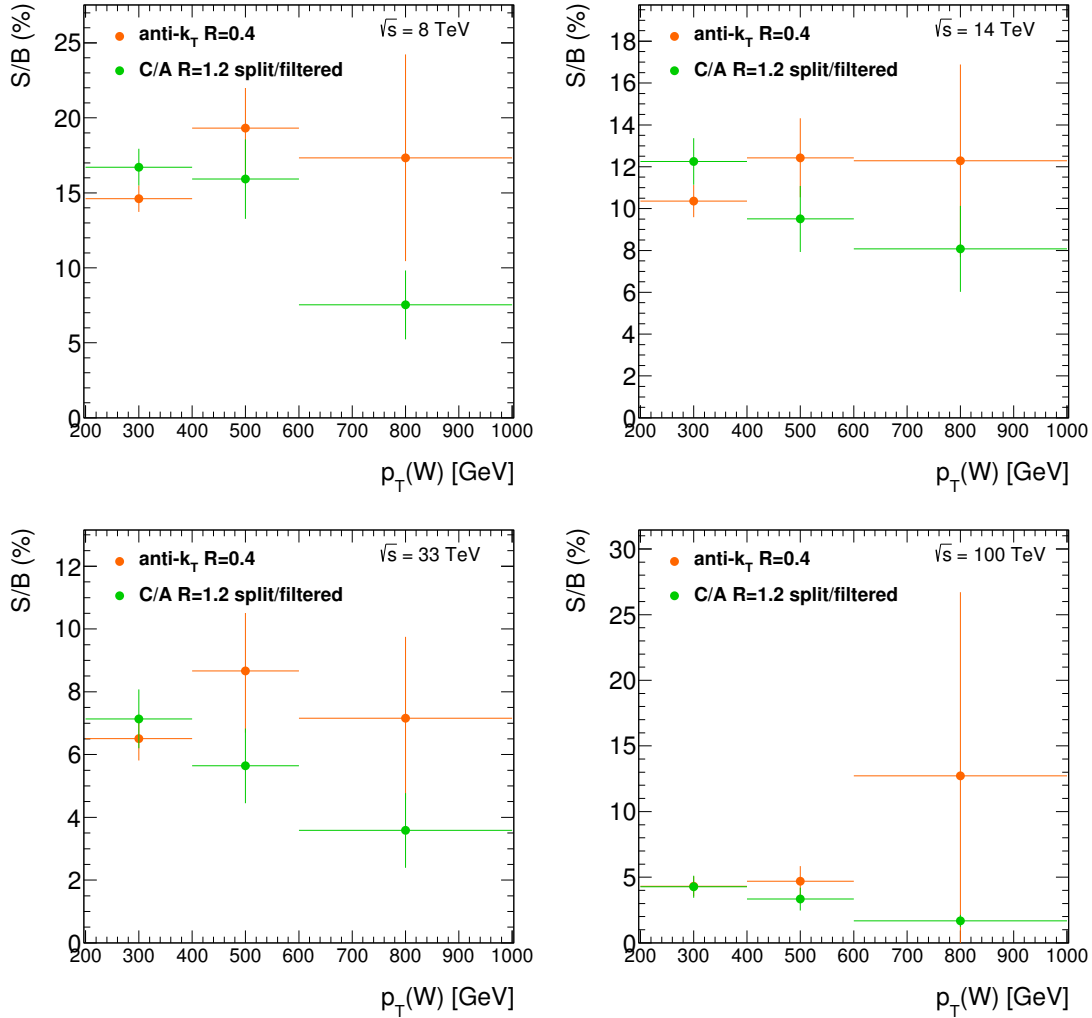 S/B (%)
25
20
15
10
5
0
anti-k_T R=0.4
C/A R=1.2 split/filtered
√s = 8 TeV
200 300 400 500 600 700 800 900 1000
p_T(W) [GeV]
S/B (%)
18
16
14
12
10
8
6
4
2
0
anti-k_T R=0.4
C/A R=1.2 split/filtered
√s = 14 TeV
200 300 400 500 600 700 800 900 1000
p_T(W) [GeV]
S/B (%)
12
10
8
6
4
2
0
anti-k_T R=0.4
C/A R=1.2 split/filtered
√s = 33 TeV
200 300 400 500 600 700 800 900 1000
p_T(W) [GeV]
S/B (%)
30
25
20
15
10
5
0
anti-k_T R=0.4
C/A R=1.2 split/filtered
√s = 100 TeV
200 300 400 500 600 700 800 900 1000
p_T(W) [GeV]